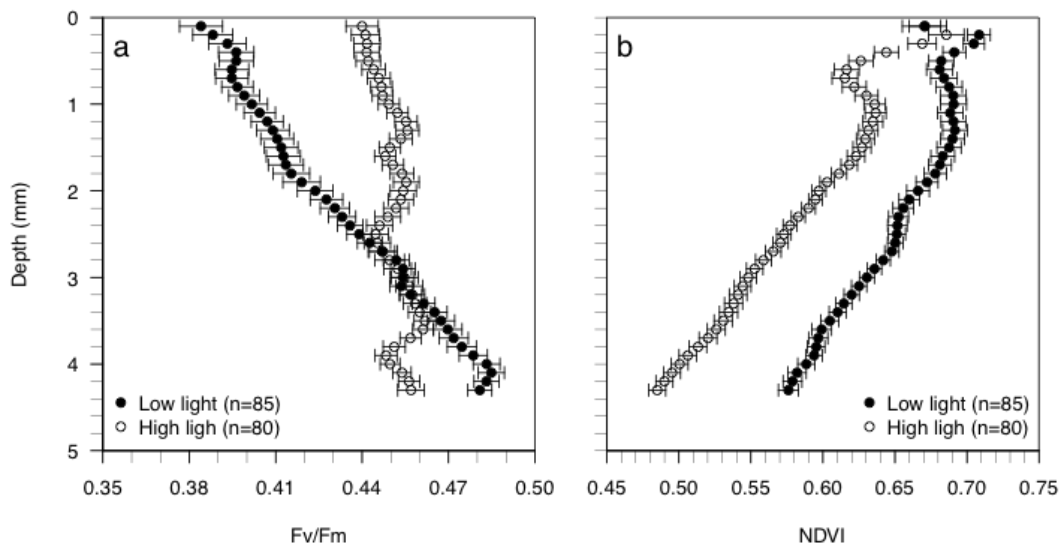 a
b
0
1
2
3
4
5
Depth (mm)
Low light (n=85)
High ligh (n=80)
Low light (n=85)
High ligh (n=80)
0.35 0.38 0.41 0.44 0.47 0.50
0.45 0.50 0.55 0.60 0.65 0.70 0.75
Fv/Fm
NDVI